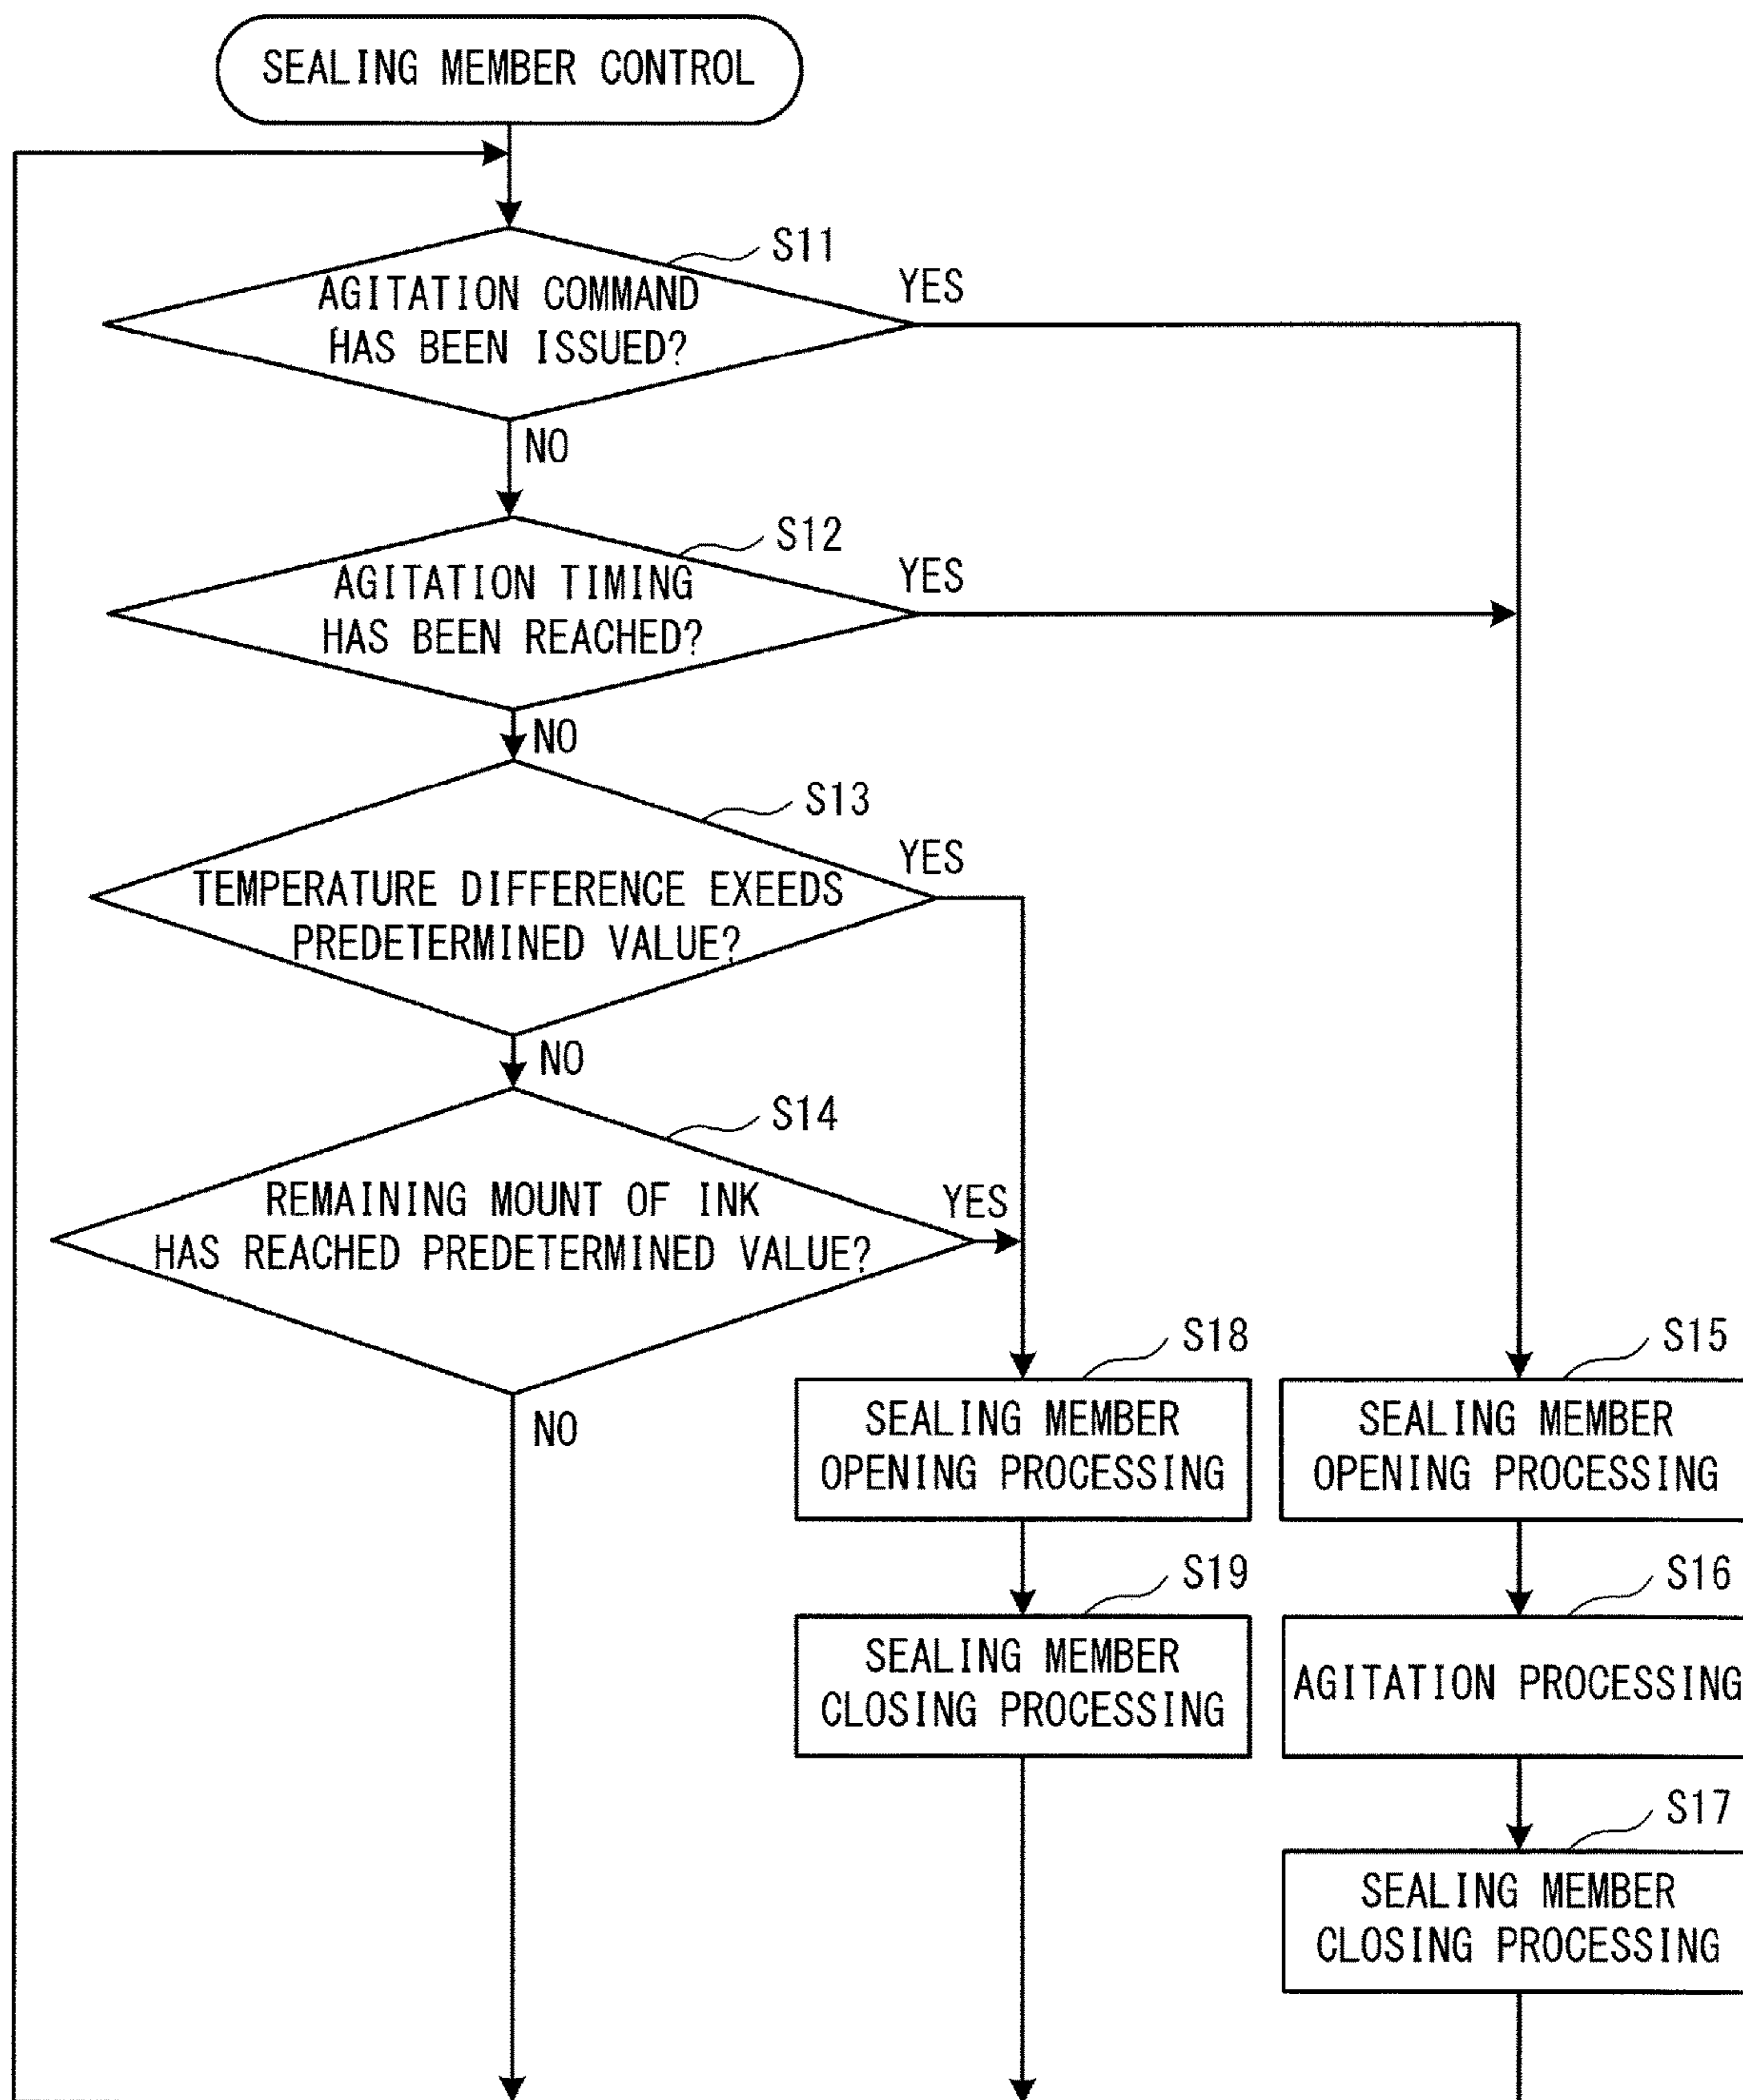 SEALING MEMBER CONTROL
S11
AGITATION COMMAND
HAS BEEN ISSUED?
YES
NO
S12
AGITATION TIMING
HAS BEEN REACHED?
YES
NO
S13
TEMPERATURE DIFFERENCE EXEEDS
PREDETERMINED VALUE?
YES
NO
S14
REMAINING MOUNT OF INK
HAS REACHED PREDETERMINED VALUE?
YES
NO
S18
SEALING MEMBER
OPENING PROCESSING
S15
SEALING MEMBER
OPENING PROCESSING
S19
SEALING MEMBER
CLOSING PROCESSING
S16
AGITATION PROCESSING
S17
SEALING MEMBER
CLOSING PROCESSING